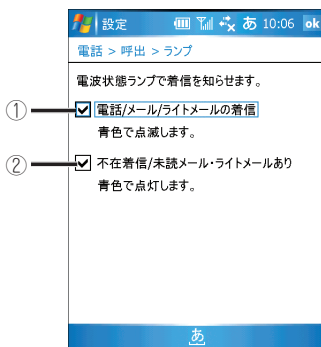 設定 あ 10:06 ok
電話 > 呼出 > ランプ
電波状態ランプで着信を知らせます。
① 電話/メール/ライトメールの着信
青色で点滅します。
② 不在着信/未読メール・ライトメールあり
青色で点灯します。
あ